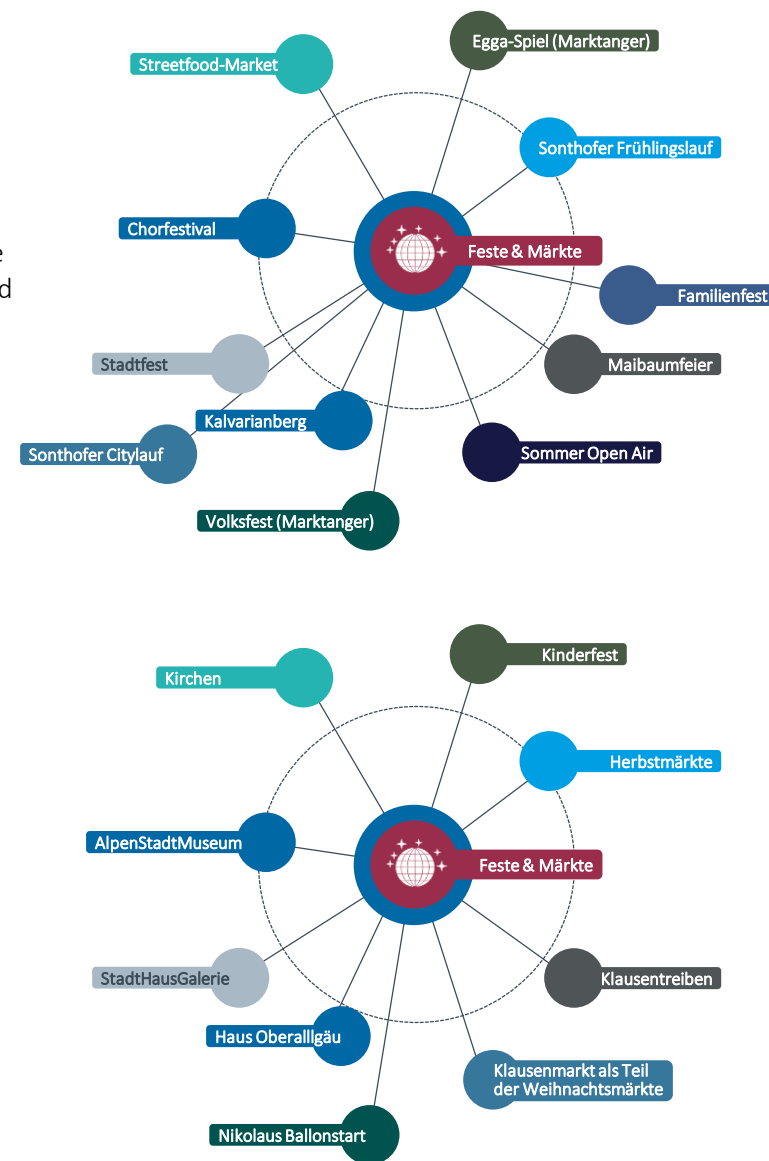 Egga-Spiel (Marktanger)
Streetfood-Market
Sonthofer Frühlingslauf
Chorfestival
Feste & Märkte
e
d
Familienfest
Stadtfest
Maibaumfeier
Kalvarianberg
Sonthofer Citylauf
Sommer Open Air
Volksfest (Marktanger)
Kinderfest
Kirchen
Herbstmärkte
AlpenStadtMuseum
Feste & Märkte
StadtHausGalerie
Klausentreiben
Haus Oberalllgäu
Klausenmarkt als Teil
der Weihnachtsmärkte
Nikolaus Ballonstart